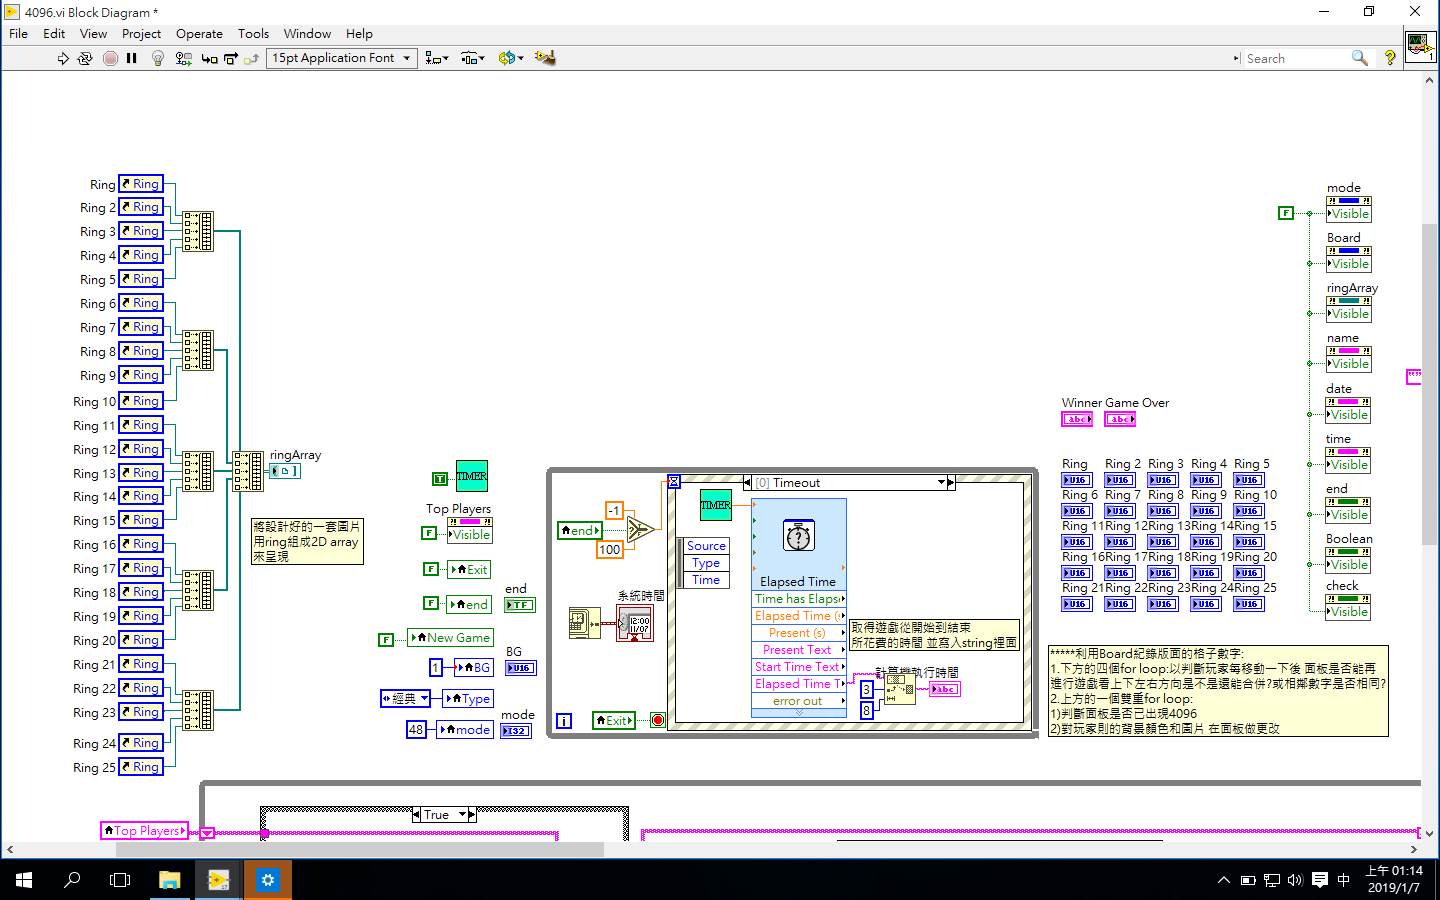 4096.vi Block Diagram *
File Edit View Project Operate Tools Window Help
15pt Application Font
Search
1
Ring Ring
Ring 2 Ring
Ring 3 Ring
Ring 4 Ring
Ring 5 Ring
Ring 6 Ring
Ring 7 Ring
Ring 8 Ring
Ring 9 Ring
Ring 10 Ring
Ring 11 Ring
Ring 12 Ring
Ring 13 Ring
Ring 14 Ring
Ring 15 Ring
Ring 16 Ring
Ring 17 Ring
Ring 18 Ring
Ring 19 Ring
Ring 20 Ring
Ring 21 Ring
Ring 22 Ring
Ring 23 Ring
Ring 24 Ring
Ring 25 Ring
ringArray
將設計好的一套圖片
用ring組成2D array
來呈現
T TIMER
Top Players
F Visible
F Exit
end
F end TF
F New Game
BG
1 BG U16
經典 Type
mode
48 mode I32
[0] Timeout
-1
end
100
系統時間
12:00
11/07
i
Exit
TIMER
Source
Type
Time
Elapsed Time
Time has Elapse
Elapsed Time (s
Present (s)
Present Text
Start Time Text
Elapsed Time T
error out
取得遊戲從開始到結束
所花費的時間 並寫入string裡面
計算機執行時間
3
abc
8
Winner Game Over
abc abc
Ring Ring 2 Ring 3 Ring 4 Ring 5
U16 U16 U16 U16 U16
Ring 6 Ring 7 Ring 8 Ring 9 Ring 10
U16 U16 U16 U16 U16
Ring 11 Ring 12 Ring 13 Ring 14 Ring 15
U16 U16 U16 U16 U16
Ring 16 Ring 17 Ring 18 Ring 19 Ring 20
U16 U16 U16 U16 U16
Ring 21 Ring 22 Ring 23 Ring 24 Ring 25
U16 U16 U16 U16 U16
*****利用Board紀錄版面的格子數字:
1.下方的四個for loop:以判斷玩家每移動一下後 面板是否能再
進行遊戲看上下左右方向是不是還能合併?或相鄰數字是否相同?
2.上方的一個雙重for loop:
1)判斷面板是否已出現4096
2)對玩家則的背景顏色和圖片 在面板做更改
F
mode
Visible
Board
Visible
ringArray
Visible
name
Visible
date
Visible
time
Visible
end
Visible
Boolean
Visible
check
Visible
""
True
Top Players
中
上午 01:14
2019/1/7